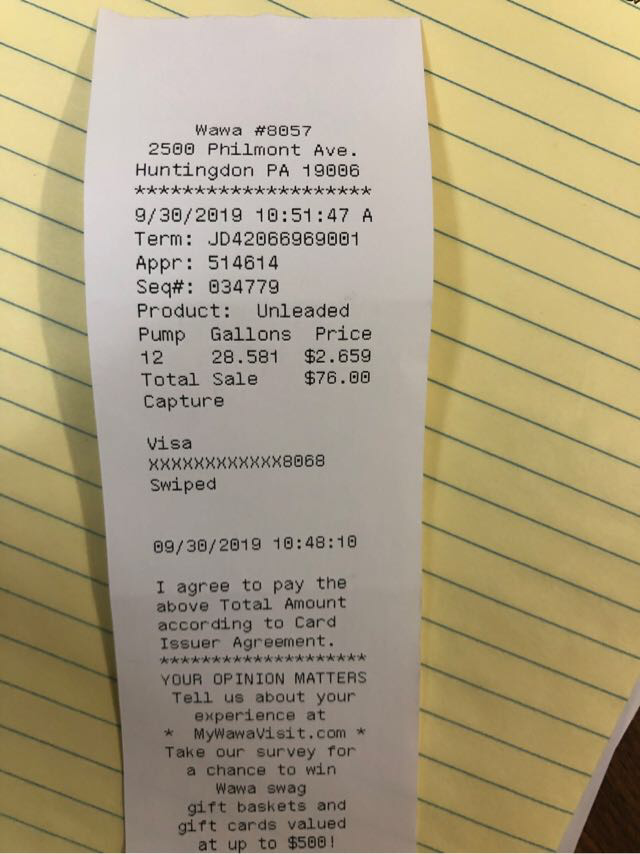 Wawa #8057
2500 Philmont Ave.
Huntingdon PA 19006
********************
9/30/2019 10:51:47 A
Term: JD42066969001
Appr: 514614
Seq#: 034779
Product: Unleaded
Pump Gallons Price
12 28.581 $2.659
Total Sale $76.00
Capture
Visa
XXXXXXXXXXXX8068
Swiped
09/30/2019 10:48:10
I agree to pay the
above Total Amount
according to Card
Issuer Agreement.
********************
YOUR OPINION MATTERS
Tell us about your
experience at
* MyWawaVisit.com *
Take our survey for
a chance to win
Wawa swag
gift baskets and
gift cards valued
at up to $500!